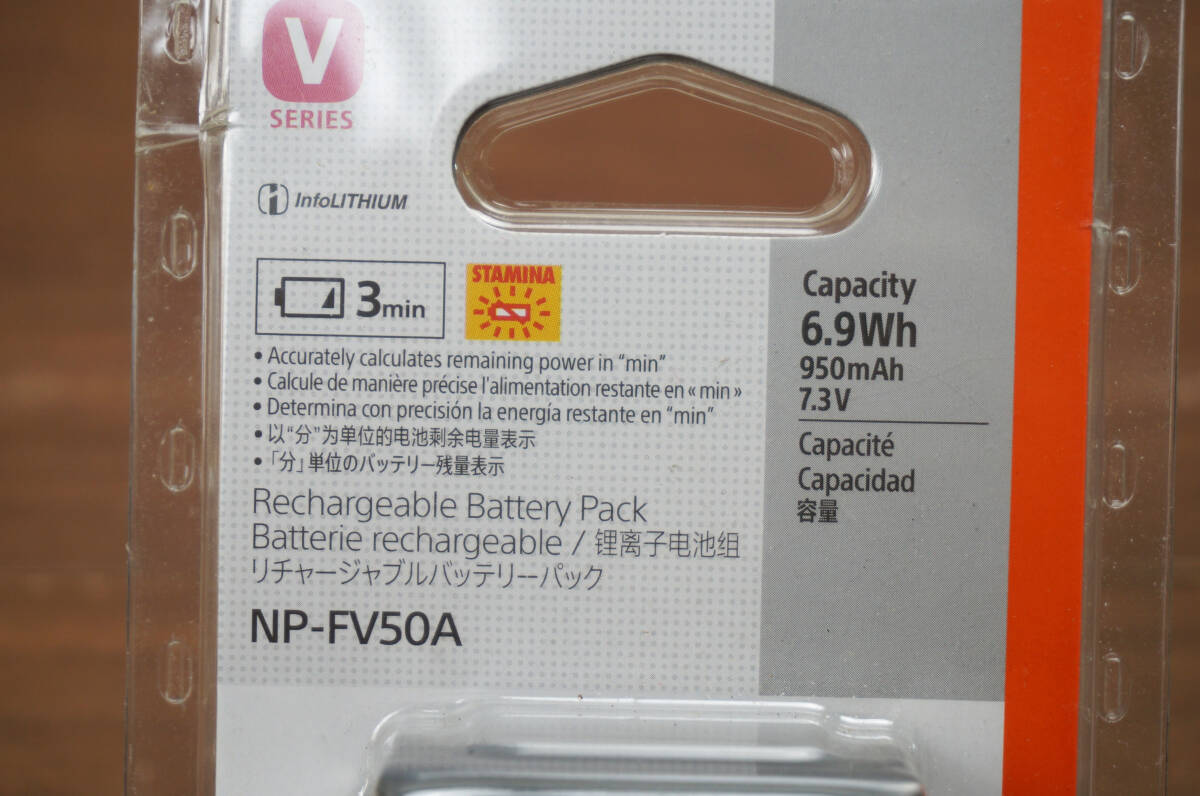 V
SERIES
InfoLITHIUM
3min
STAMINA
• Accurately calculates remaining power in “min”
• Calcule de manière précise l'alimentation restante en « min »
• Determina con precisión la energía restante en “min”
• 以“分”为单位的电池剩余电量表示
• 「分」単位のバッテリー残量表示
Rechargeable Battery Pack
Batterie rechargeable / 锂离子电池组
リチャージャブルバッテリーパック
NP-FV50A
Capacity
6.9Wh
950mAh
7.3V
Capacité
Capacidad
容量